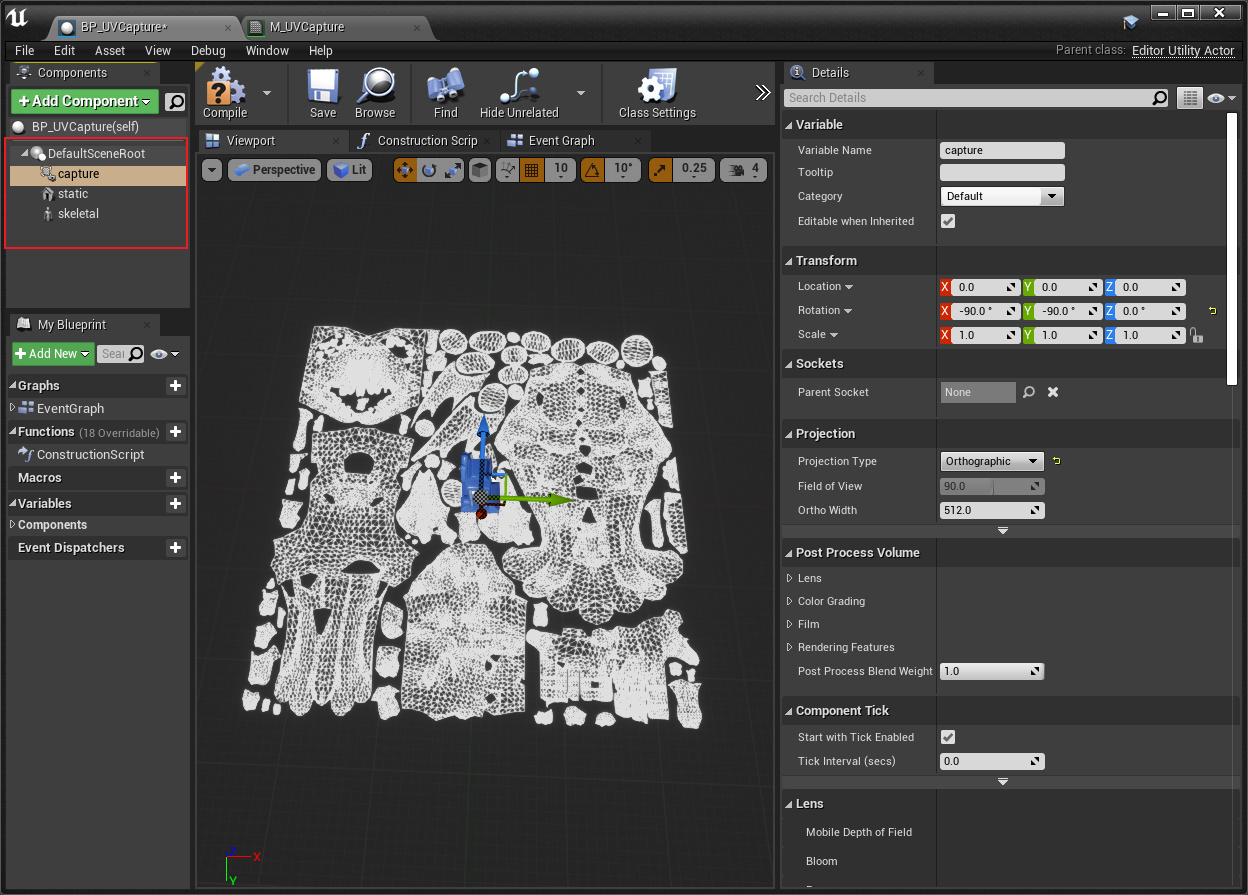 BP_UVCapture*
M_UVCapture
File Edit Asset View Debug Window Help
Parent class: Editor Utility Actor
Components
Add Component
BP_UVCapture(self)
DefaultSceneRoot
capture
static
skeletal
My Blueprint
Add New
Sear
Graphs
EventGraph
Functions (18 Overridable)
ConstructionScript
Macros
Variables
Components
Event Dispatchers
Compile
Save
Browse
Find
Hide Unrelated
Class Settings
Viewport
Construction Scrip
Event Graph
Perspective
Lit
10
10°
0.25
4
X
Y
Z
Details
Search Details
Variable
Variable Name capture
Tooltip
Category Default
Editable when Inherited
Transform
Location X 0.0 Y 0.0 Z 0.0
Rotation X -90.0 ° Y -90.0 ° Z 0.0 °
Scale X 1.0 Y 1.0 Z 1.0
Sockets
Parent Socket None
Projection
Projection Type Orthographic
Field of View 90.0
Ortho Width 512.0
Post Process Volume
Lens
Color Grading
Film
Rendering Features
Post Process Blend Weight 1.0
Component Tick
Start with Tick Enabled
Tick Interval (secs) 0.0
Lens
Mobile Depth of Field
Bloom